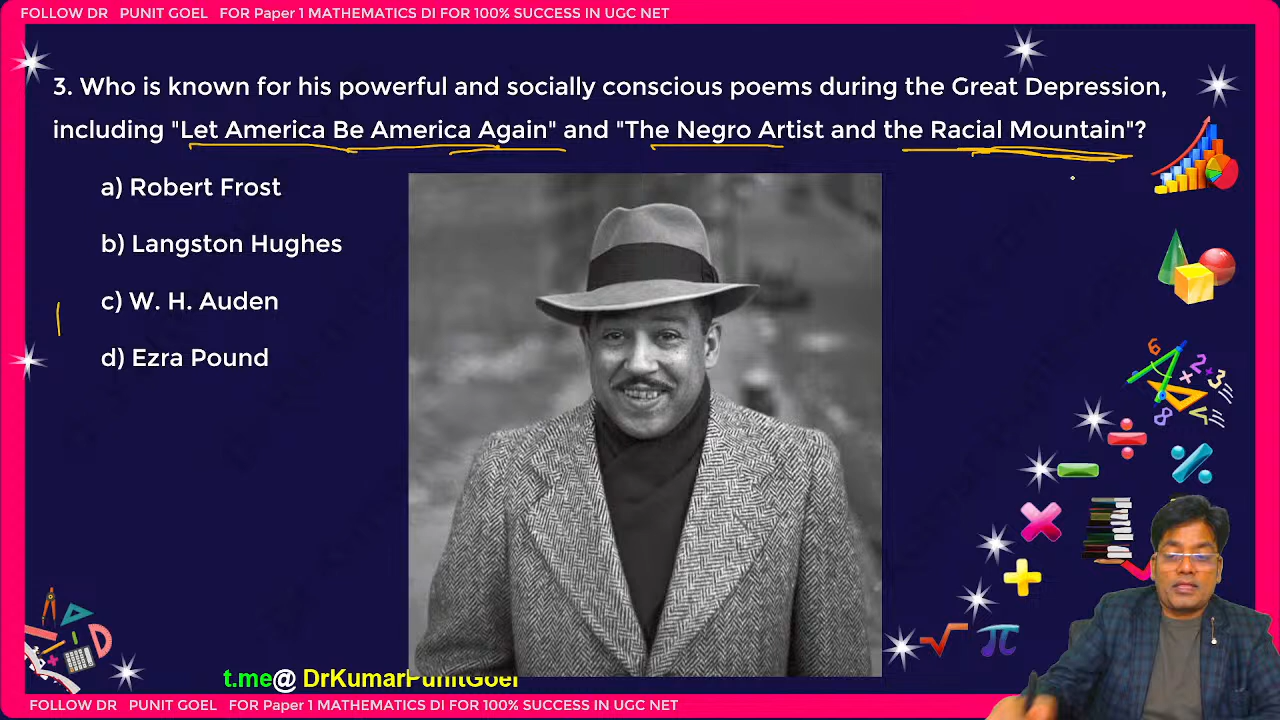 FOLLOW DR PUNIT GOEL FOR Paper 1 MATHEMATICS DI FOR 100% SUCCESS IN UGC NET
3. Who is known for his powerful and socially conscious poems during the Great Depression,
including "Let America Be America Again" and "The Negro Artist and the Racial Mountain"?
a) Robert Frost
b) Langston Hughes
c) W. H. Auden
d) Ezra Pound
t.me@ DrKumarPunitGoel
FOLLOW DR PUNIT GOEL FOR Paper 1 MATHEMATICS DI FOR 100% SUCCESS IN UGC NET